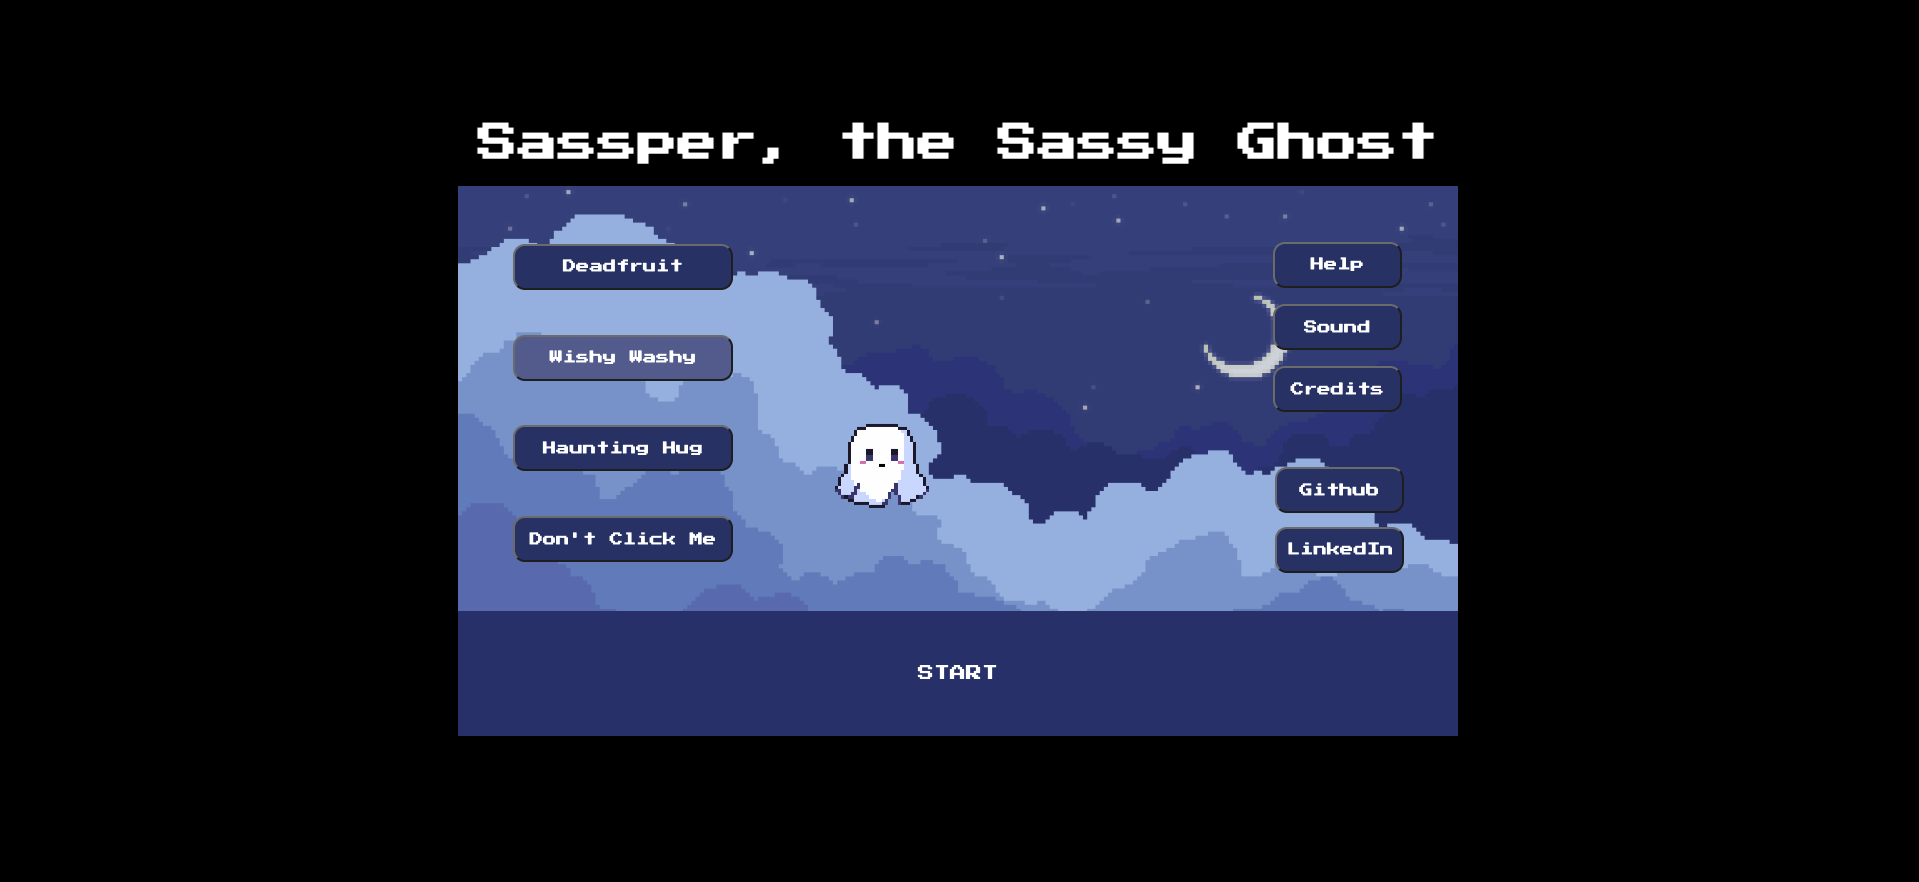 Sassper, the Sassy Ghost
Deadfruit
Wishy Washy
Haunting Hug
Don't Click Me
Help
Sound
Credits
Github
LinkedIn
START